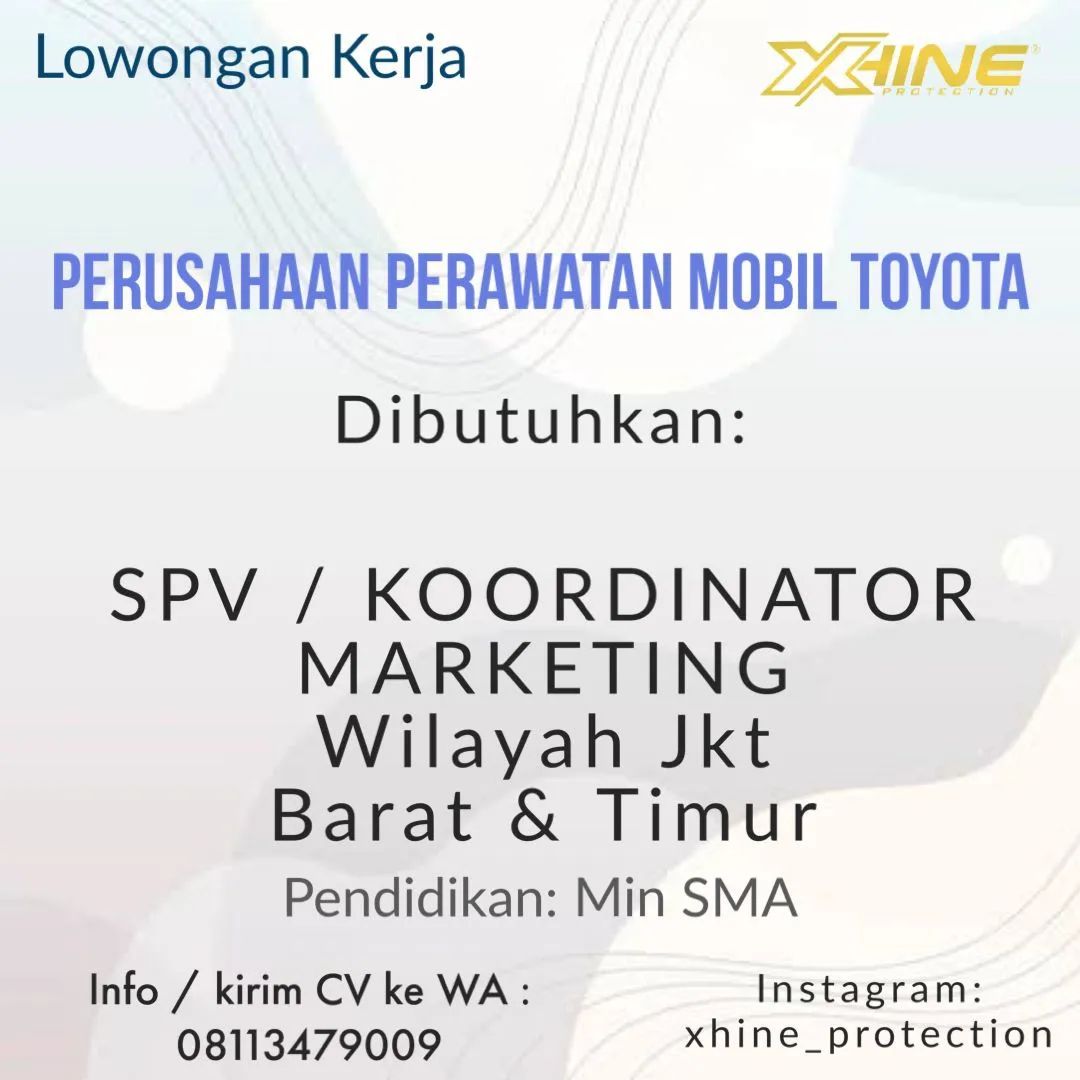 Lowongan Kerja
XHINE
PROTECTION
PERUSAHAAN PERAWATAN MOBIL TOYOTA
Dibutuhkan:
SPV / KOORDINATOR
MARKETING
Wilayah Jkt
Barat & Timur
Pendidikan: Min SMA
Info / kirim CV ke WA :
08113479009
Instagram:
xhine_protection